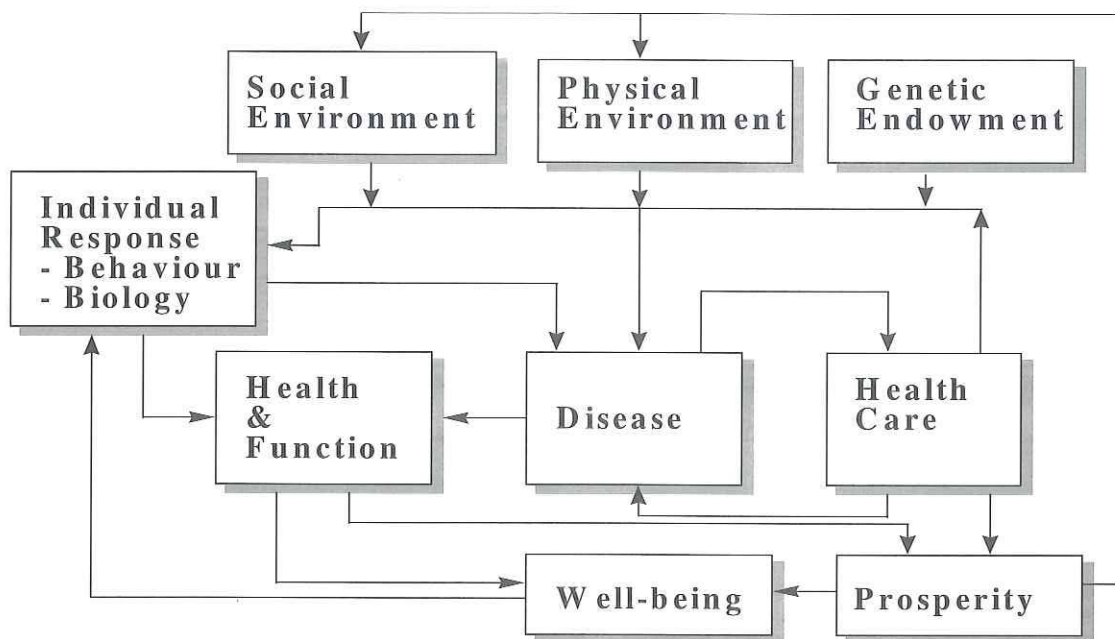 Social
Environment
Physical
Environment
Genetic
Endowment
Individual
Response
- Behaviour
- Biology
Health
&
Function
Disease
Health
Care
Well-being
Prosperity